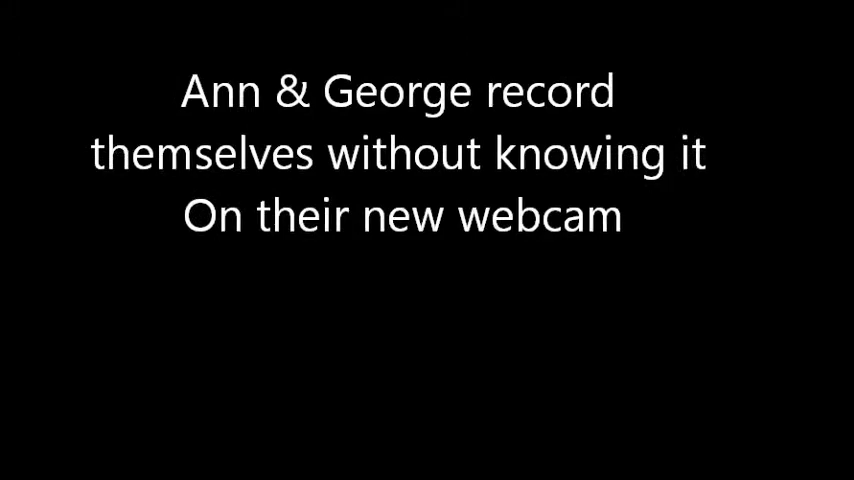 Ann & George record
themselves without knowing it
On their new webcam